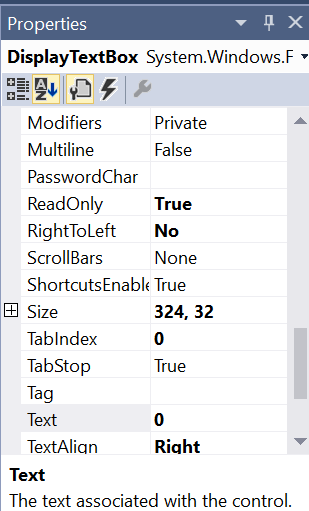 Properties
DisplayTextBox System.Windows.F
Modifiers Private
Multiline False
PasswordChar
ReadOnly True
RightToLeft No
ScrollBars None
ShortcutsEnable True
Size 324, 32
TabIndex 0
TabStop True
Tag
Text 0
TextAlign Right
Text
The text associated with the control.